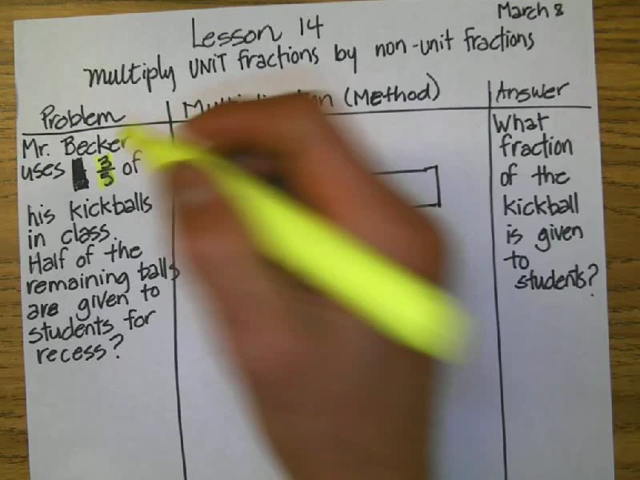 March 8
Lesson 14
Multiply UNIT fractions by non-unit fractions
Problem
(Method)
Answer
Mr. Becker
uses 3/5 of
his kickballs
in class.
Half of the
remaining balls
are given to
students for
recess?
What
fraction
of the
kickball
is given
to
students?